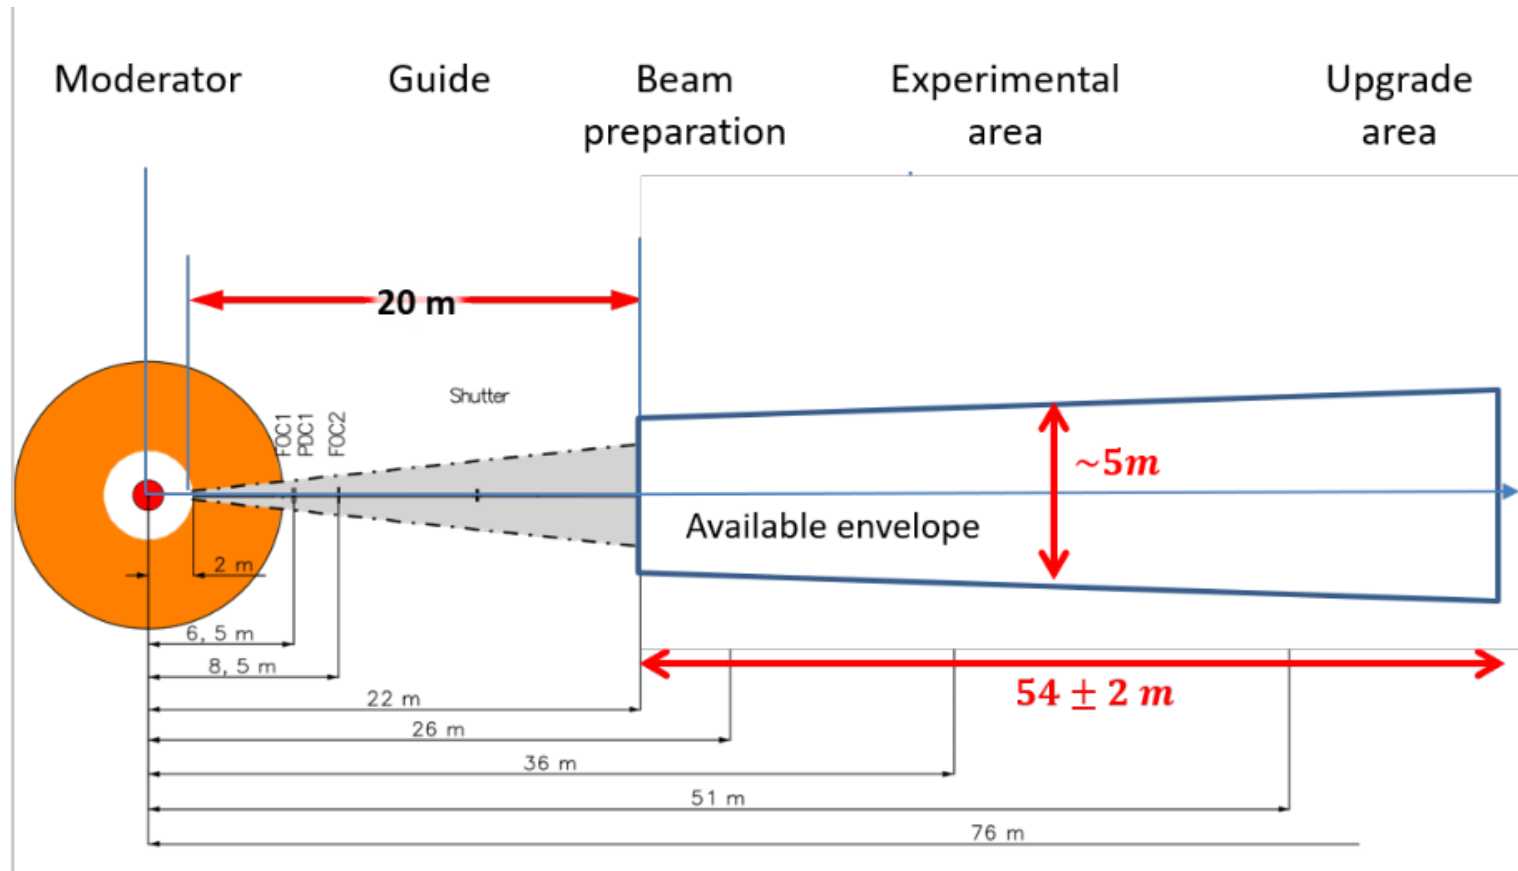 Moderator
Guide
Beam
preparation
Experimental
area
Upgrade
area
20 m
Shutter
FOC1
PDC1
FOC2
~5m
Available envelope
2 m
6, 5 m
8, 5 m
54 ± 2 m
22 m
26 m
36 m
51 m
76 m